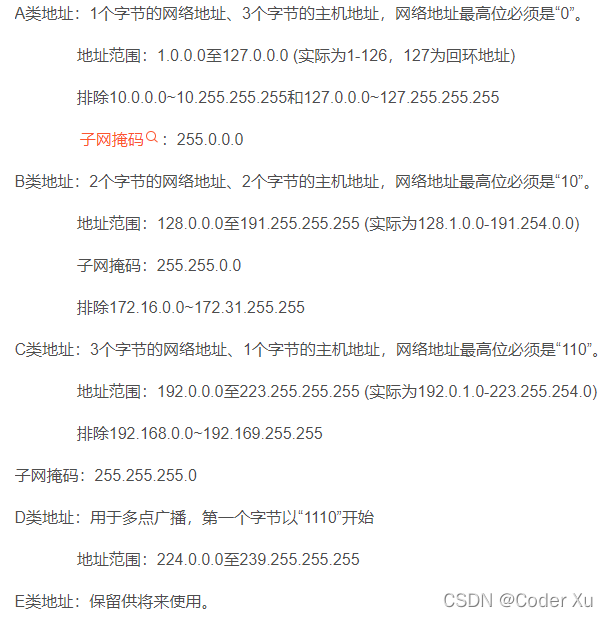 A类地址：1个字节的网络地址、3个字节的主机地址，网络地址最高位必须是“0”。
地址范围：1.0.0.0至127.0.0.0 (实际为1-126，127为回环地址)
排除10.0.0.0~10.255.255.255和127.0.0.0~127.255.255.255
子网掩码：255.0.0.0
B类地址：2个字节的网络地址、2个字节的主机地址，网络地址最高位必须是“10”。
地址范围：128.0.0.0至191.255.255.255 (实际为128.1.0.0-191.254.0.0)
子网掩码：255.255.0.0
排除172.16.0.0~172.31.255.255
C类地址：3个字节的网络地址、1个字节的主机地址，网络地址最高位必须是“110”。
地址范围：192.0.0.0至223.255.255.255 (实际为192.0.1.0-223.255.254.0)
排除192.168.0.0~192.169.255.255
子网掩码：255.255.255.0
D类地址：用于多点广播，第一个字节以“1110”开始
地址范围：224.0.0.0至239.255.255.255
E类地址：保留供将来使用。
CSDN @Coder Xu